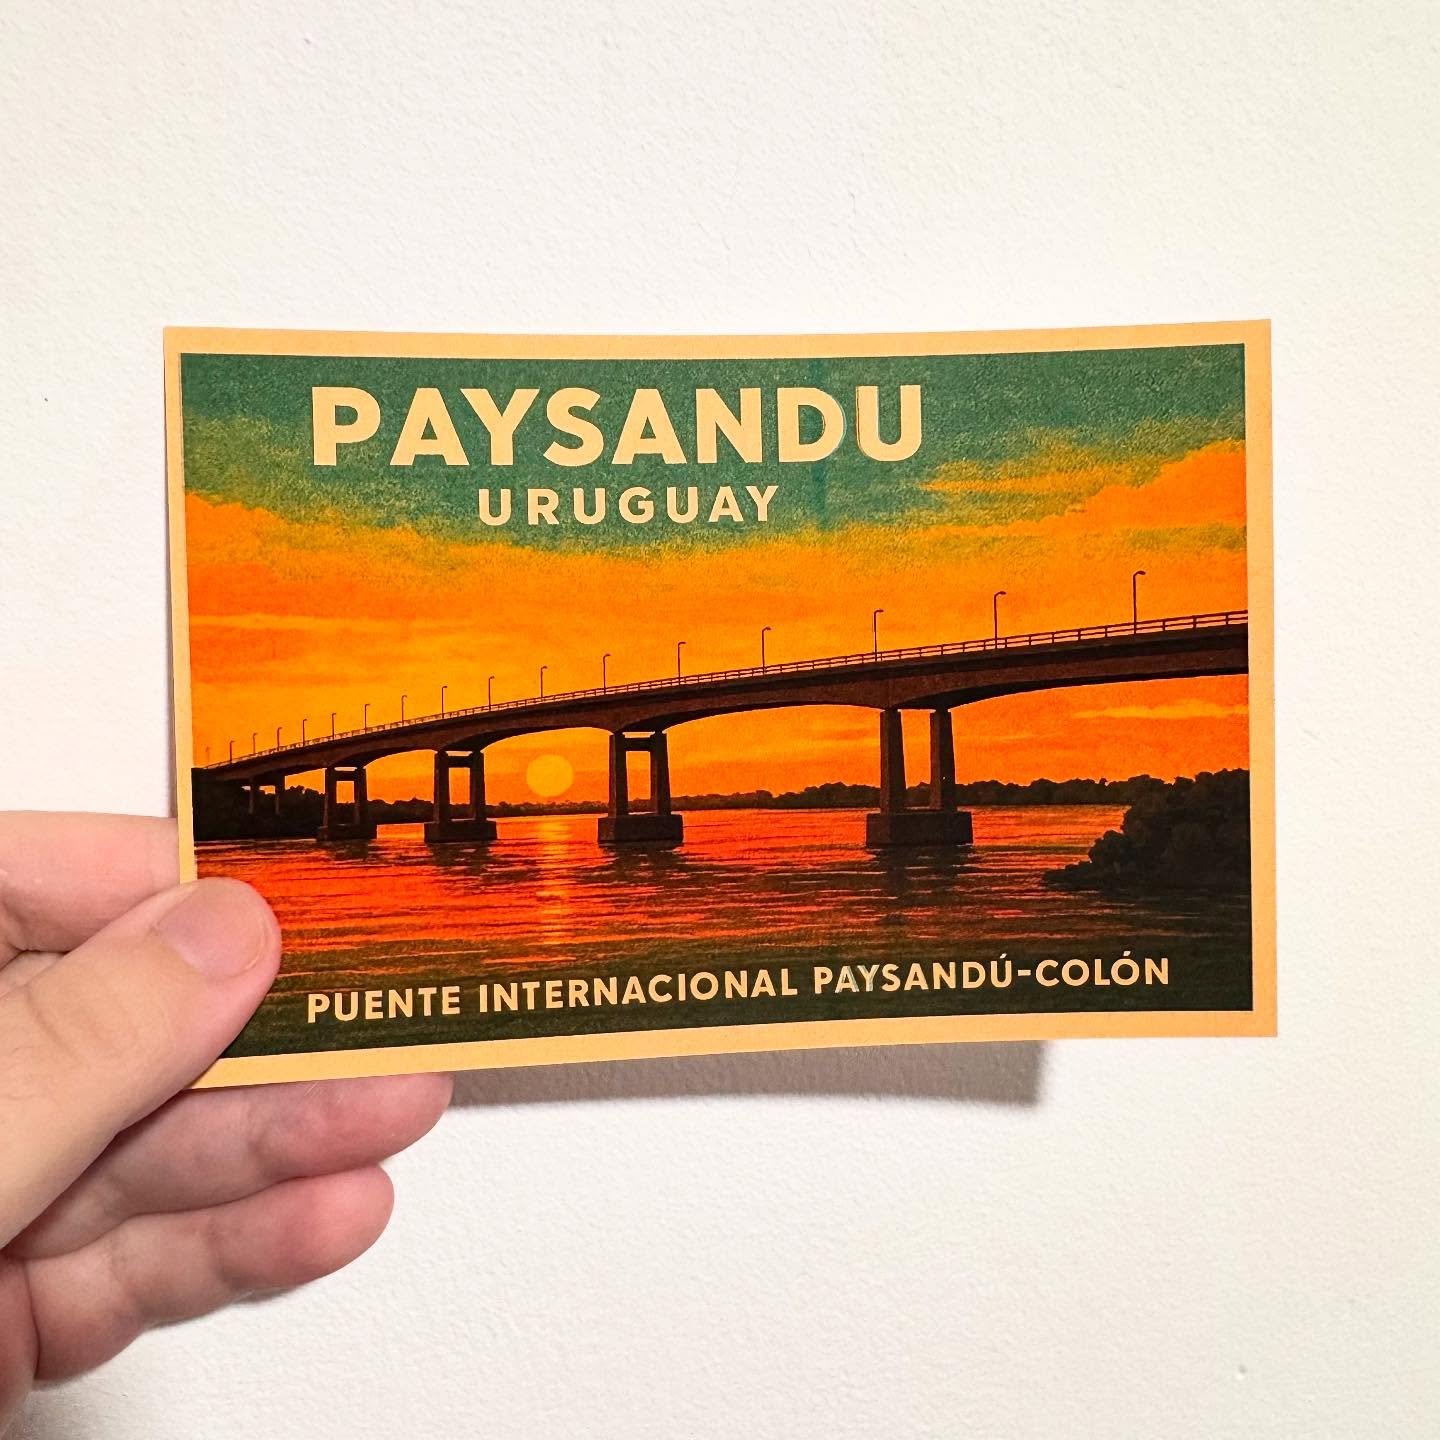 PAYSANDU
URUGUAY
PUENTE INTERNACIONAL PAYSANDÚ-COLÓN